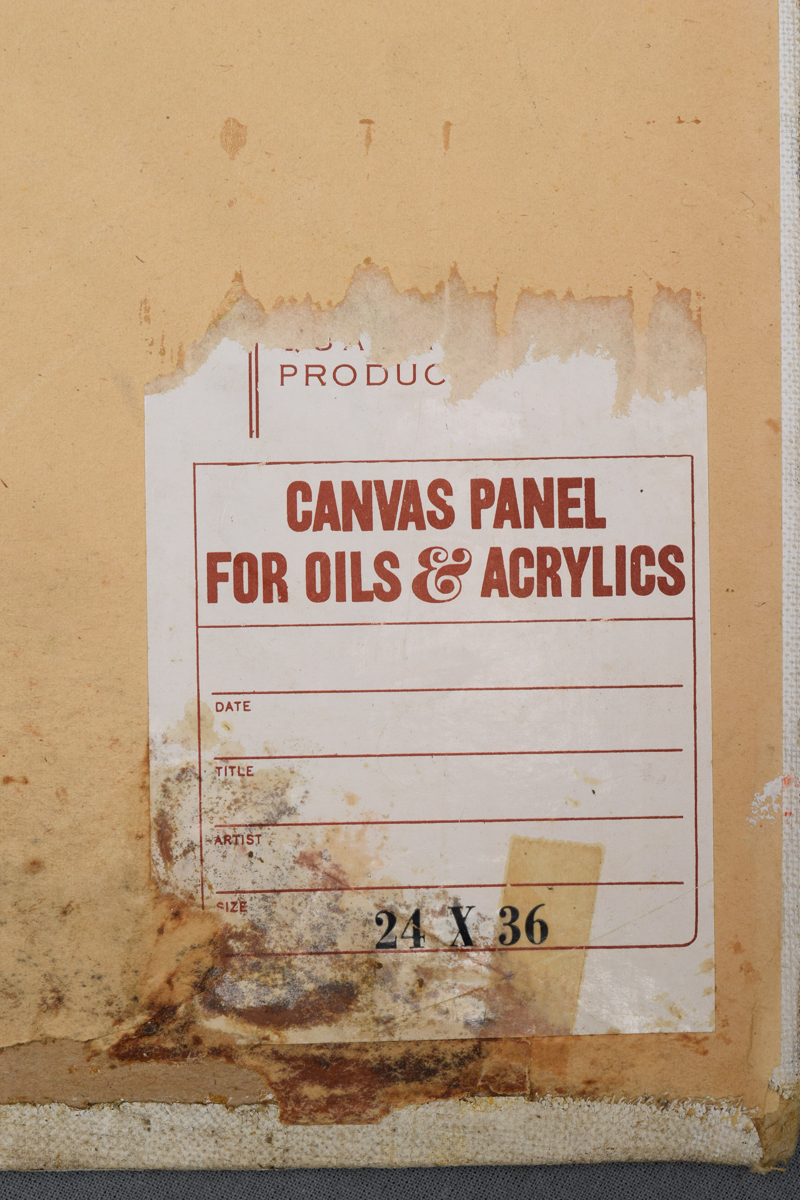 PRODUC
CANVAS PANEL
FOR OILS & ACRYLICS
DATE
TITLE
ARTIST
SIZE
24 X 36